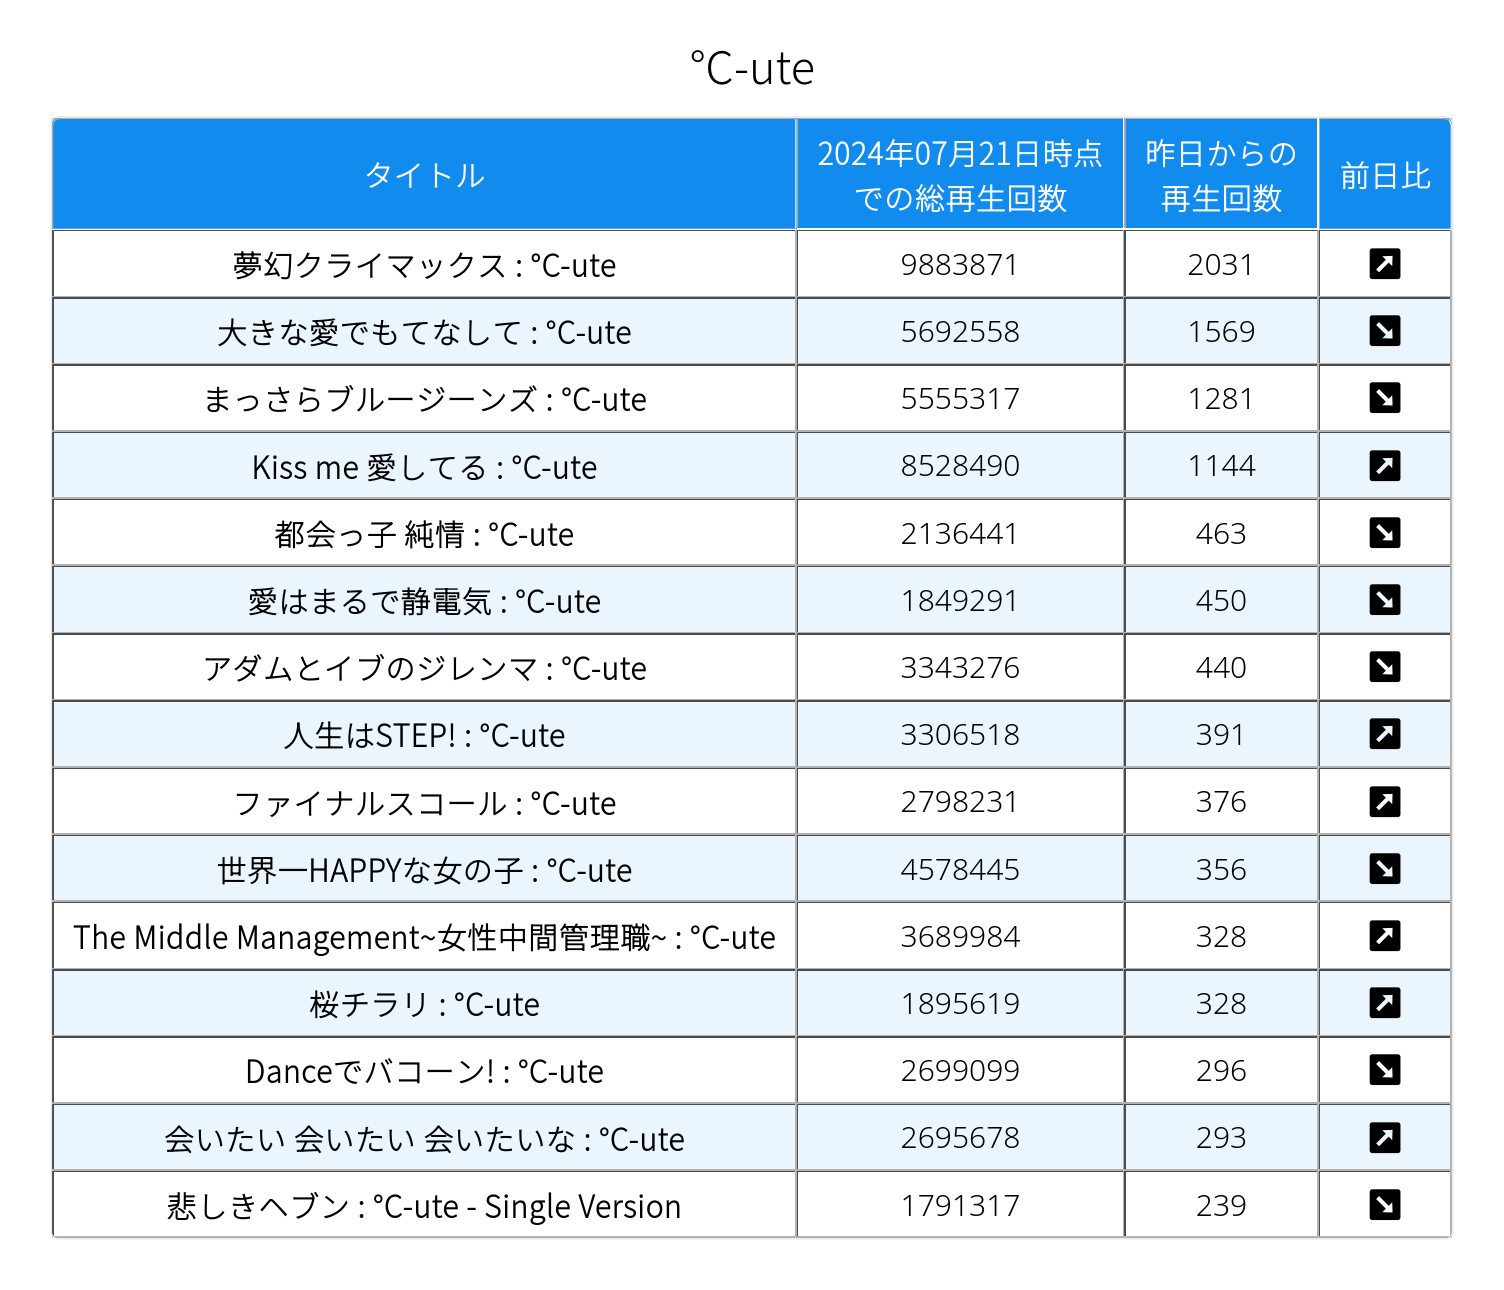 ℃-ute
タイトル
2024年07月21日時点
での総再生回数
昨日からの
再生回数
前日比
夢幻クライマックス : ℃-ute 9883871 2031
大きな愛でもてなして : ℃-ute 5692558 1569
まっさらブルージーンズ : ℃-ute 5555317 1281
Kiss me 愛してる : ℃-ute 8528490 1144
都会っ子 純情 : ℃-ute 2136441 463
愛はまるで静電気 : ℃-ute 1849291 450
アダムとイブのジレンマ : ℃-ute 3343276 440
人生はSTEP! : ℃-ute 3306518 391
ファイナルスコール : ℃-ute 2798231 376
世界一HAPPYな女の子 : ℃-ute 4578445 356
The Middle Management~女性中間管理職~ : ℃-ute 3689984 328
桜チラリ : ℃-ute 1895619 328
Danceでバコーン! : ℃-ute 2699099 296
会いたい 会いたい 会いたいな : ℃-ute 2695678 293
悲しきヘブン : ℃-ute - Single Version 1791317 239